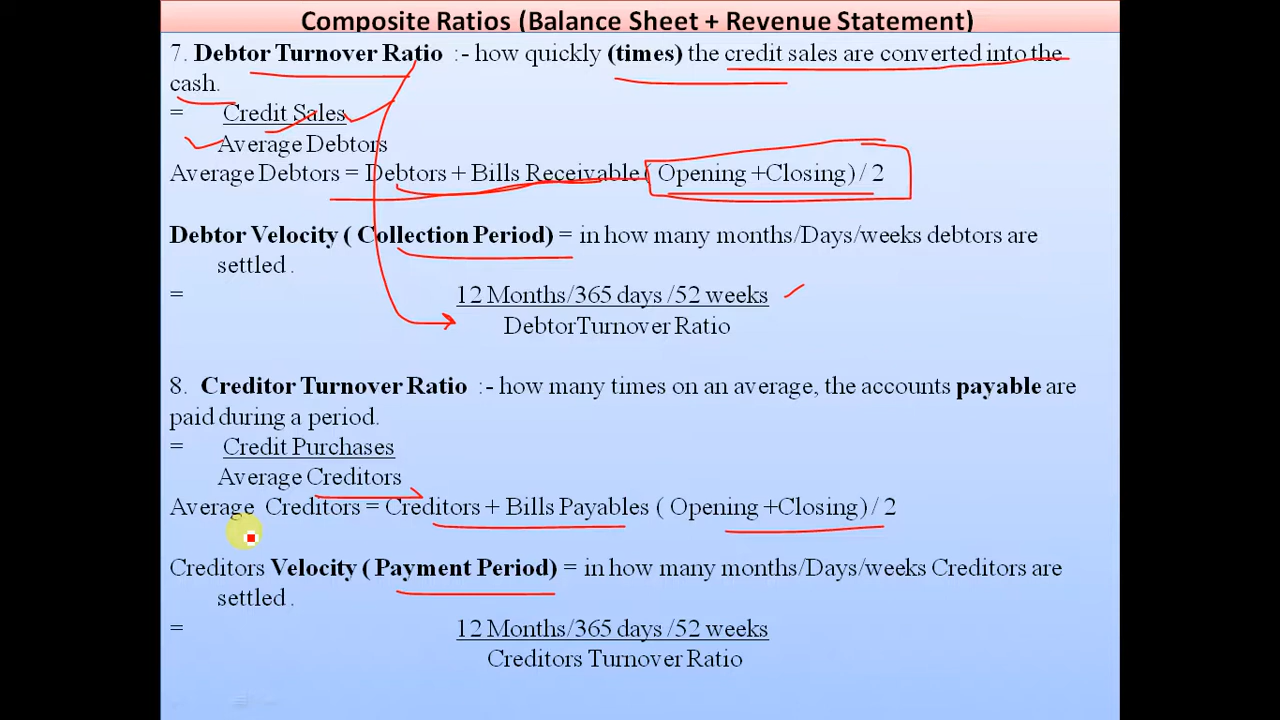 Composite Ratios (Balance Sheet + Revenue Statement)
7. Debtor Turnover Ratio :- how quickly (times) the credit sales are converted into the
cash.
= Credit Sales
Average Debtors
Average Debtors = Debtors + Bills Receivable ( Opening +Closing) / 2
Debtor Velocity ( Collection Period) = in how many months/Days/weeks debtors are
settled .
= 12 Months/365 days /52 weeks
DebtorTurnover Ratio
8. Creditor Turnover Ratio :- how many times on an average, the accounts payable are
paid during a period.
= Credit Purchases
Average Creditors
Average Creditors = Creditors + Bills Payables ( Opening +Closing) / 2
Creditors Velocity ( Payment Period) = in how many months/Days/weeks Creditors are
settled .
= 12 Months/365 days /52 weeks
Creditors Turnover Ratio